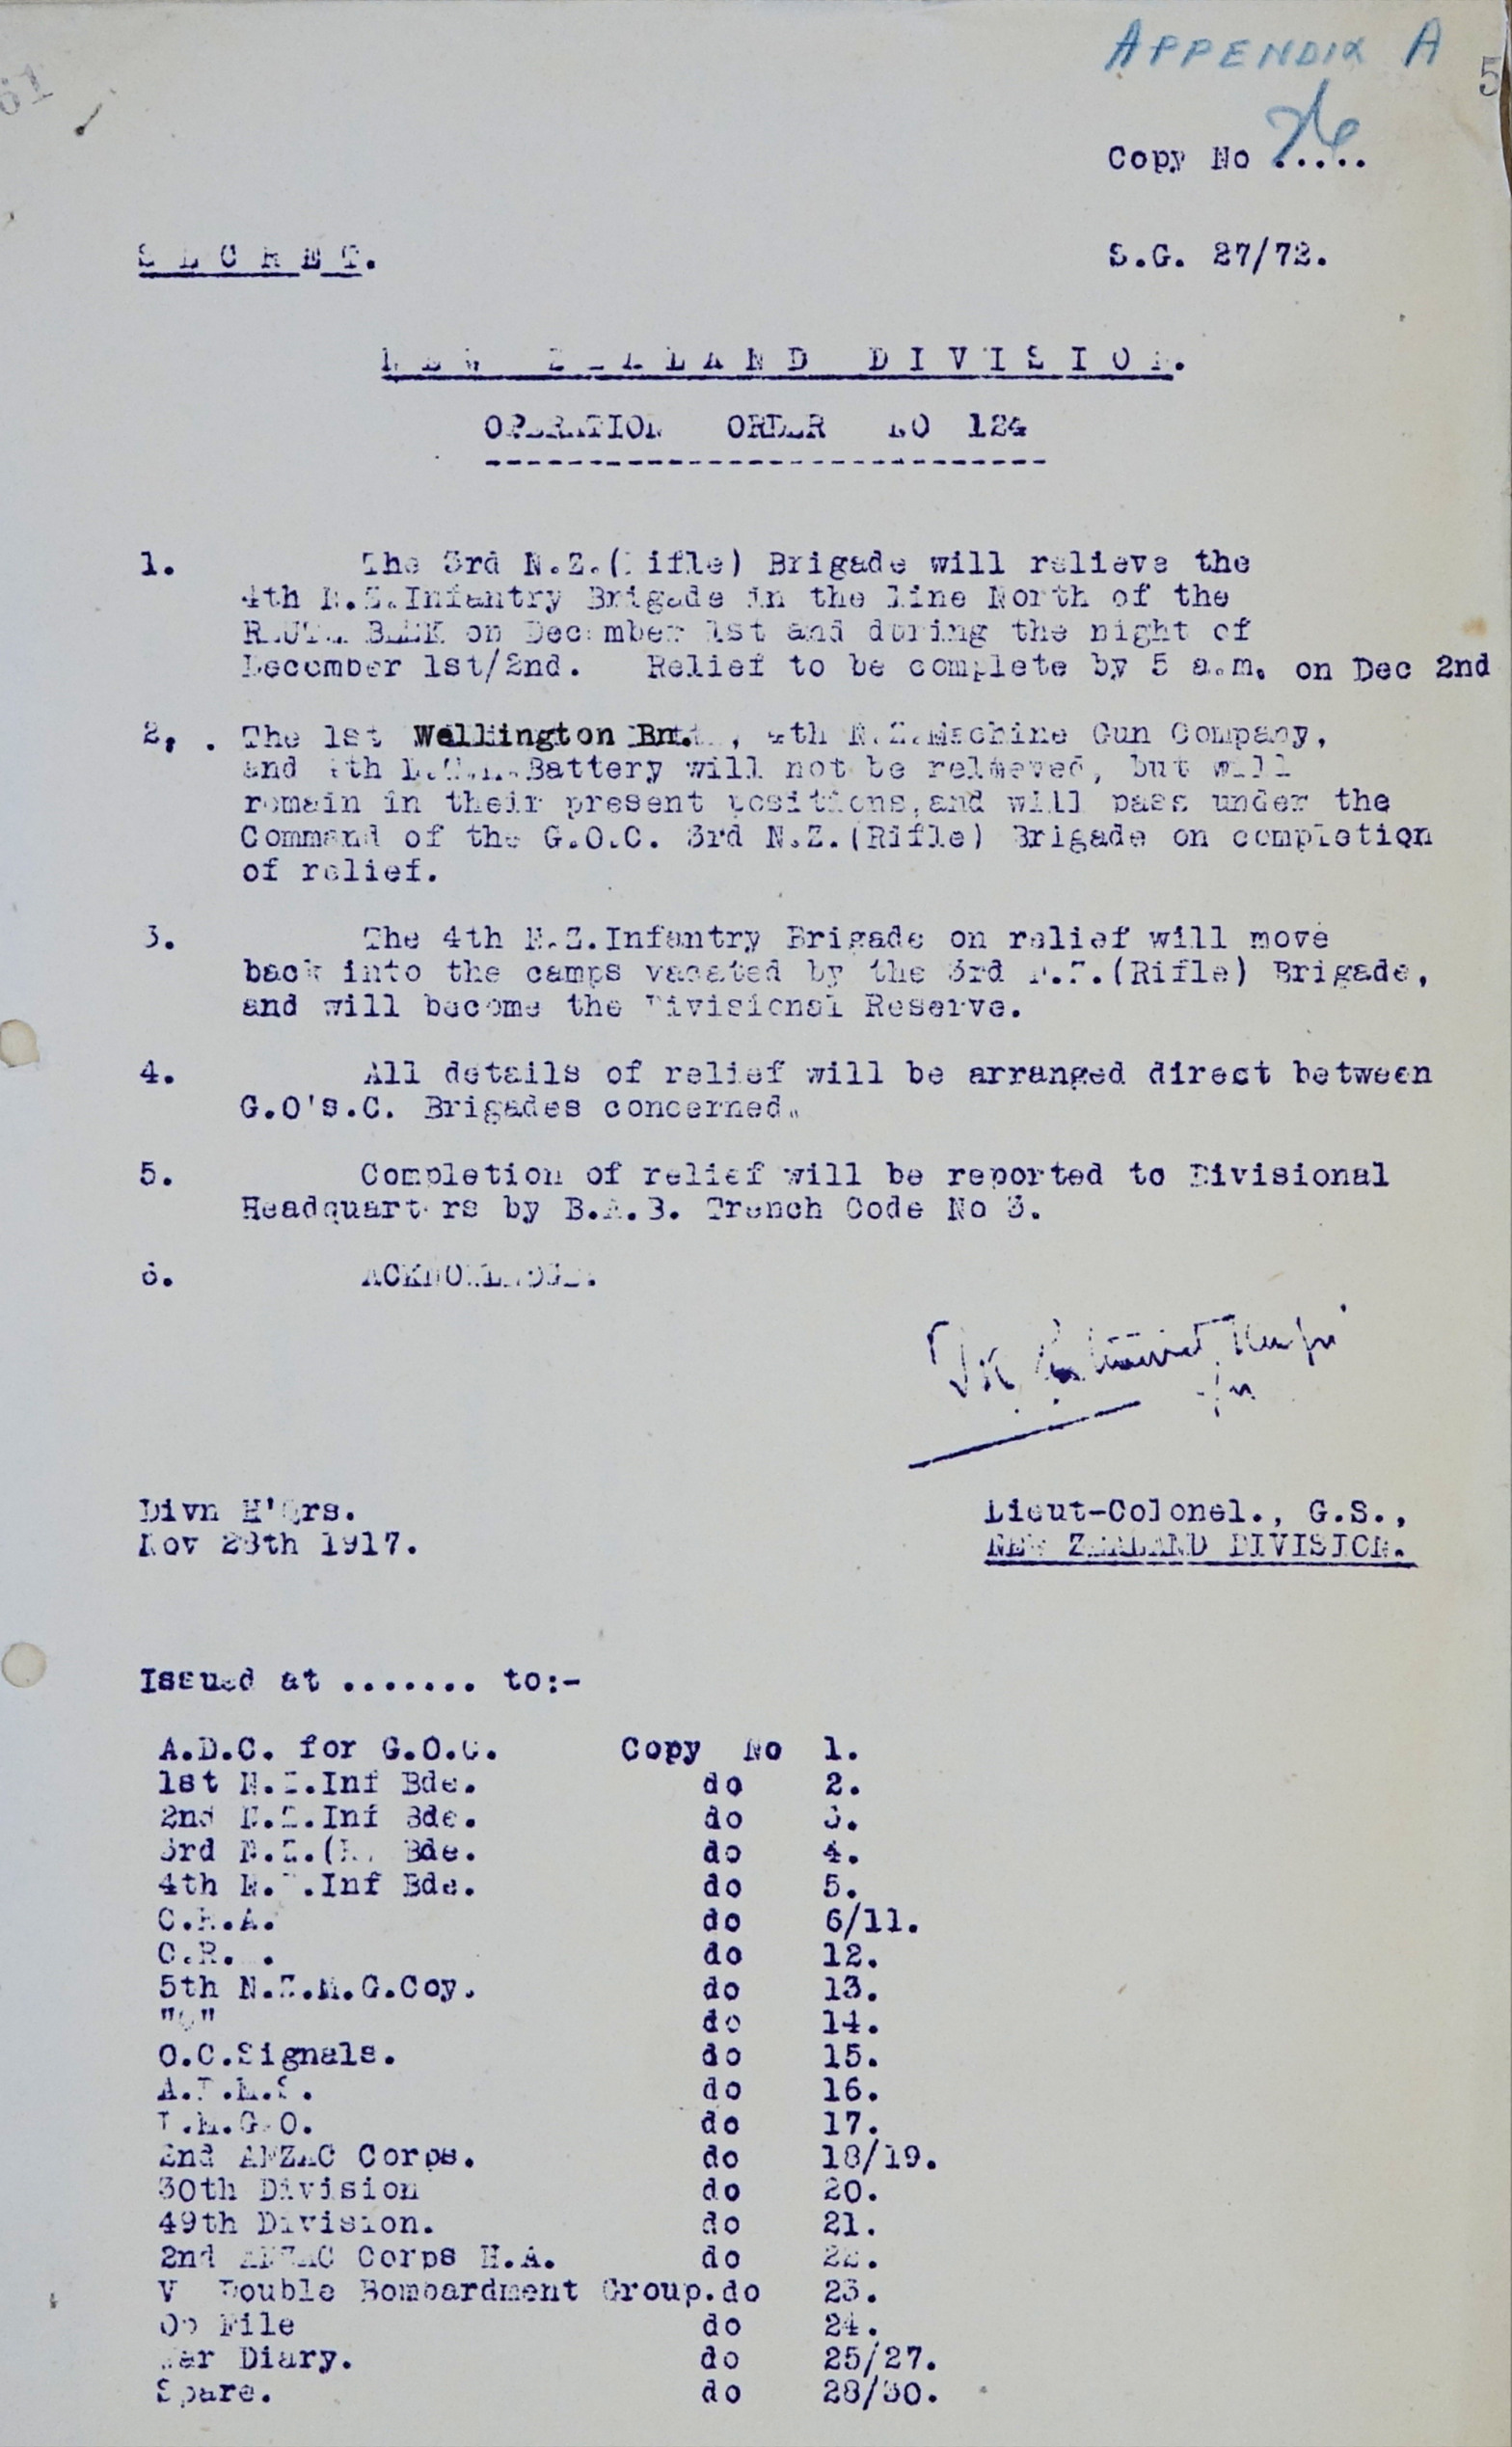 APPENDIX A
5
61
Copy No 26 .....
SECRET.
S.G. 27/72.
NEW ZEALAND DIVISION.
OPERATION ORDER NO 124
1. The 3rd N.Z.(Rifle) Brigade will relieve the
4th N.Z.Infantry Brigade in the line North of the
REUTEL BEEK on December 1st and during the night of
December 1st/2nd. Relief to be complete by 5 a.m. on Dec 2nd
2, . The 1st Wellington Bn. , 4th N.Z.Machine Gun Company,
and 4th L.T.M.Battery will not be relieved, but will
remain in their present positions,and will pass under the
Command of the G.O.C. 3rd N.Z.(Rifle) Brigade on completion
of relief.
3. The 4th N.Z.Infantry Brigade on relief will move
back into the camps vacated by the 3rd N.Z.(Rifle) Brigade,
and will become the Divisional Reserve.
4. All details of relief will be arranged direct between
G.O's.C. Brigades concerned.
5. Completion of relief will be reported to Divisional
Headquarters by B.A.B. Trench Code No 3.
6. ACKNOWLEDGE.
Divn H'Qrs.
Nov 28th 1917.
Lieut-Colonel., G.S.,
NEW ZEALAND DIVISION.
Issued at ....... to:-
A.D.C. for G.O.C. Copy No 1.
1st N.Z.Inf Bde. do 2.
2nd N.Z.Inf Bde. do 3.
3rd N.Z.(R) Bde. do 4.
4th N.Z.Inf Bde. do 5.
C.R.A. do 6/11.
C.R.E. do 12.
5th N.Z.M.G.Coy. do 13.
"Q" do 14.
O.C.Signals. do 15.
A.D.M.S. do 16.
D.M.G.O. do 17.
2nd ANZAC Corps. do 18/19.
30th Division do 20.
49th Division. do 21.
2nd ANZAC Corps H.A. do 22.
V Double Bombardment Group.do 23.
Op File do 24.
War Diary. do 25/27.
Spare. do 28/30.